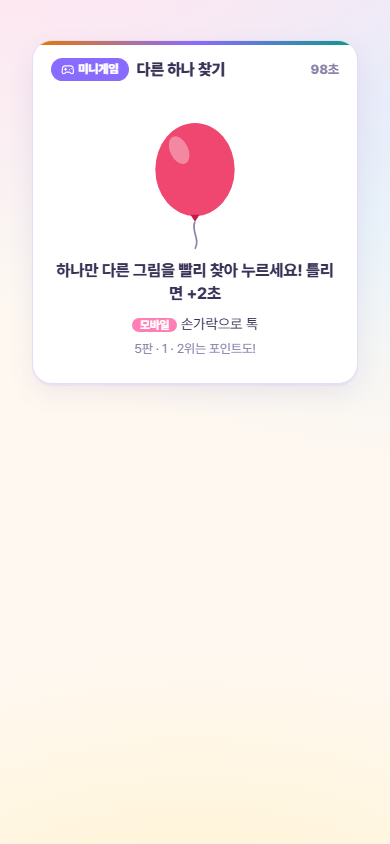 미니게임 다른 하나 찾기 98초
하나만 다른 그림을 빨리 찾아 누르세요! 틀리
면 +2초
모바일 손가락으로 톡
5판 · 1 · 2위는 포인트도!